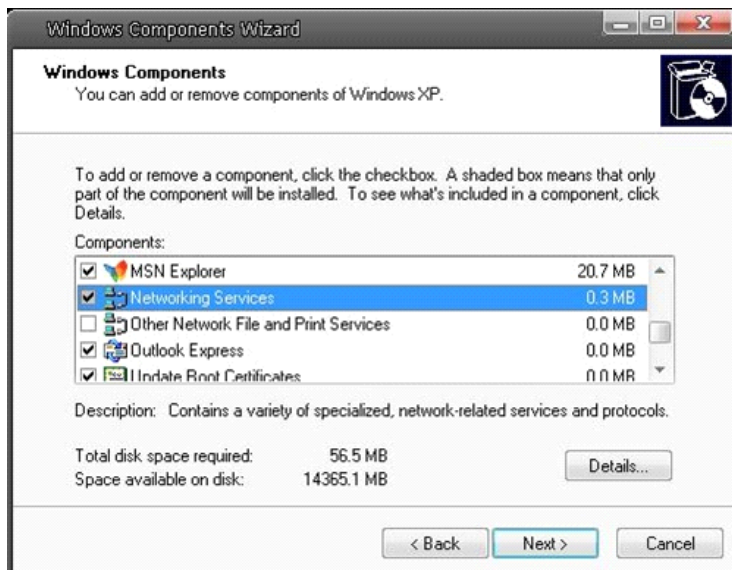 Windows Components Wizard
Windows Components
You can add or remove components of Windows XP.
To add or remove a component, click the checkbox. A shaded box means that only
part of the component will be installed. To see what's included in a component, click
Details.
Components:
MSN Explorer 20.7 MB
Networking Services 0.3 MB
Other Network File and Print Services 0.0 MB
Outlook Express 0.0 MB
Update Root Certificates 0.0 MB
Description: Contains a variety of specialized, network-related services and protocols.
Total disk space required: 56.5 MB
Space available on disk: 14365.1 MB
Details...
< Back Next > Cancel